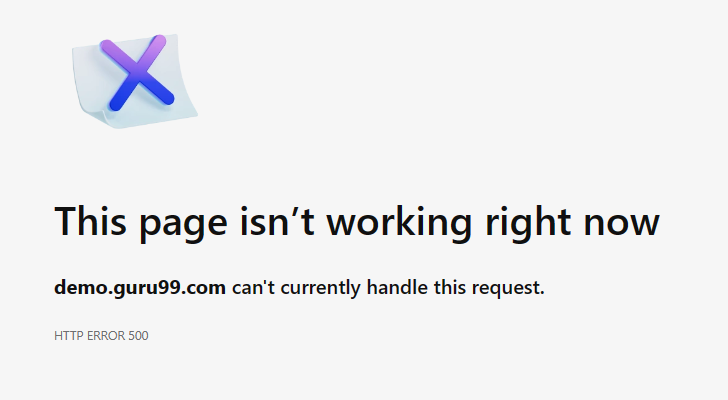 This page isn’t working right now
demo.guru99.com can't currently handle this request.
HTTP ERROR 500